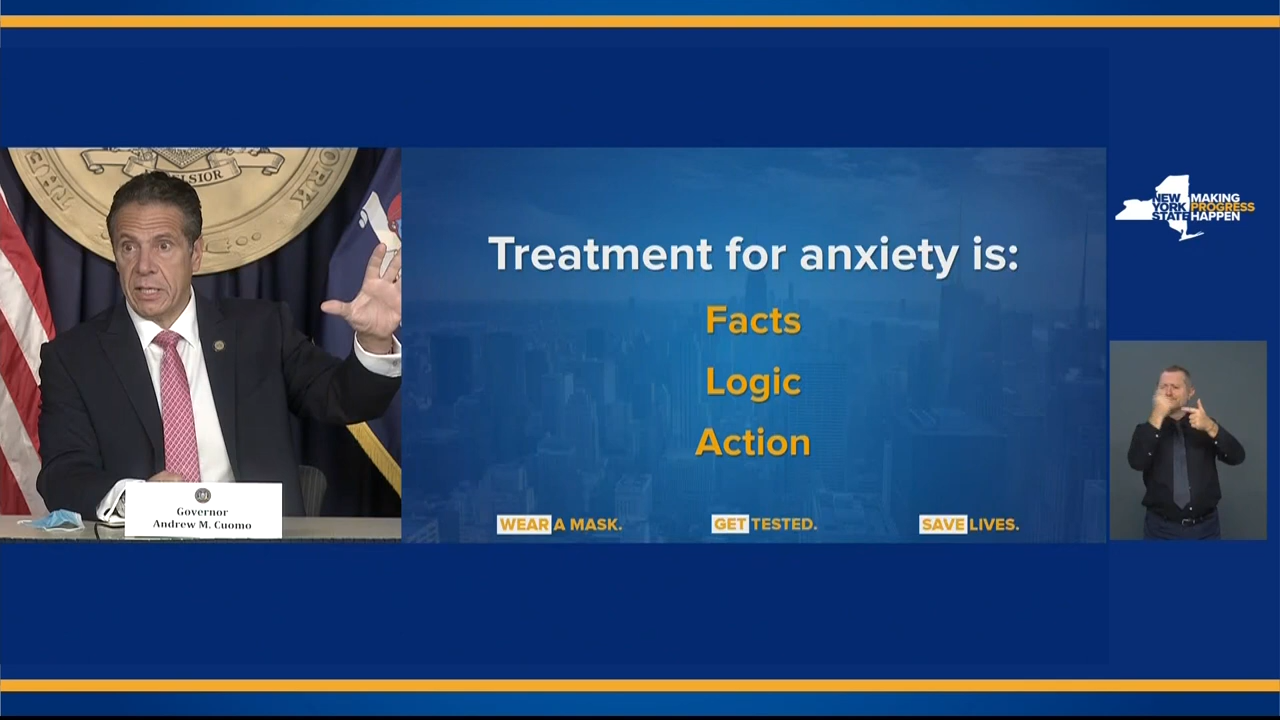 EXCELSIOR
Governor
Andrew M. Cuomo
Treatment for anxiety is:
Facts
Logic
Action
WEAR A MASK.
GET TESTED.
SAVE LIVES.
NEW
YORK
STATE
MAKING
PROGRESS
HAPPEN